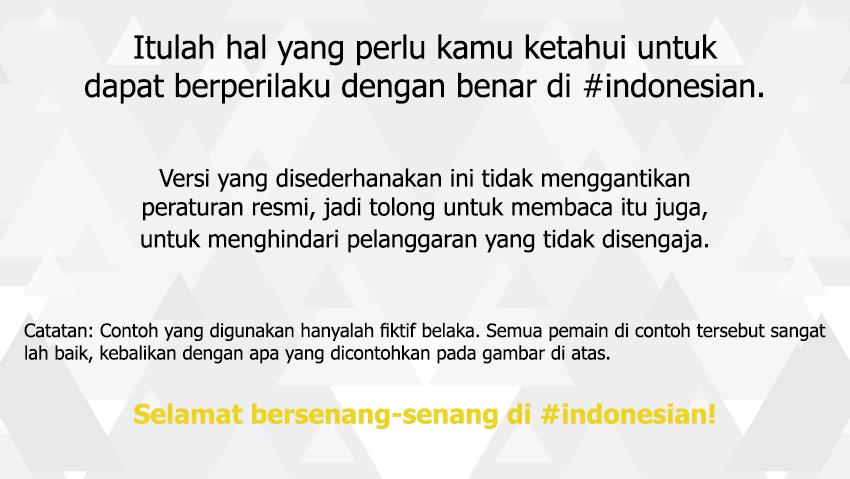 Itulah hal yang perlu kamu ketahui untuk
dapat berperilaku dengan benar di #indonesian.
Versi yang disederhanakan ini tidak menggantikan
peraturan resmi, jadi tolong untuk membaca itu juga,
untuk menghindari pelanggaran yang tidak disengaja.
Catatan: Contoh yang digunakan hanyalah fiktif belaka. Semua pemain di contoh tersebut sangat
lah baik, kebalikan dengan apa yang dicontohkan pada gambar di atas.
Selamat bersenang-senang di #indonesian!